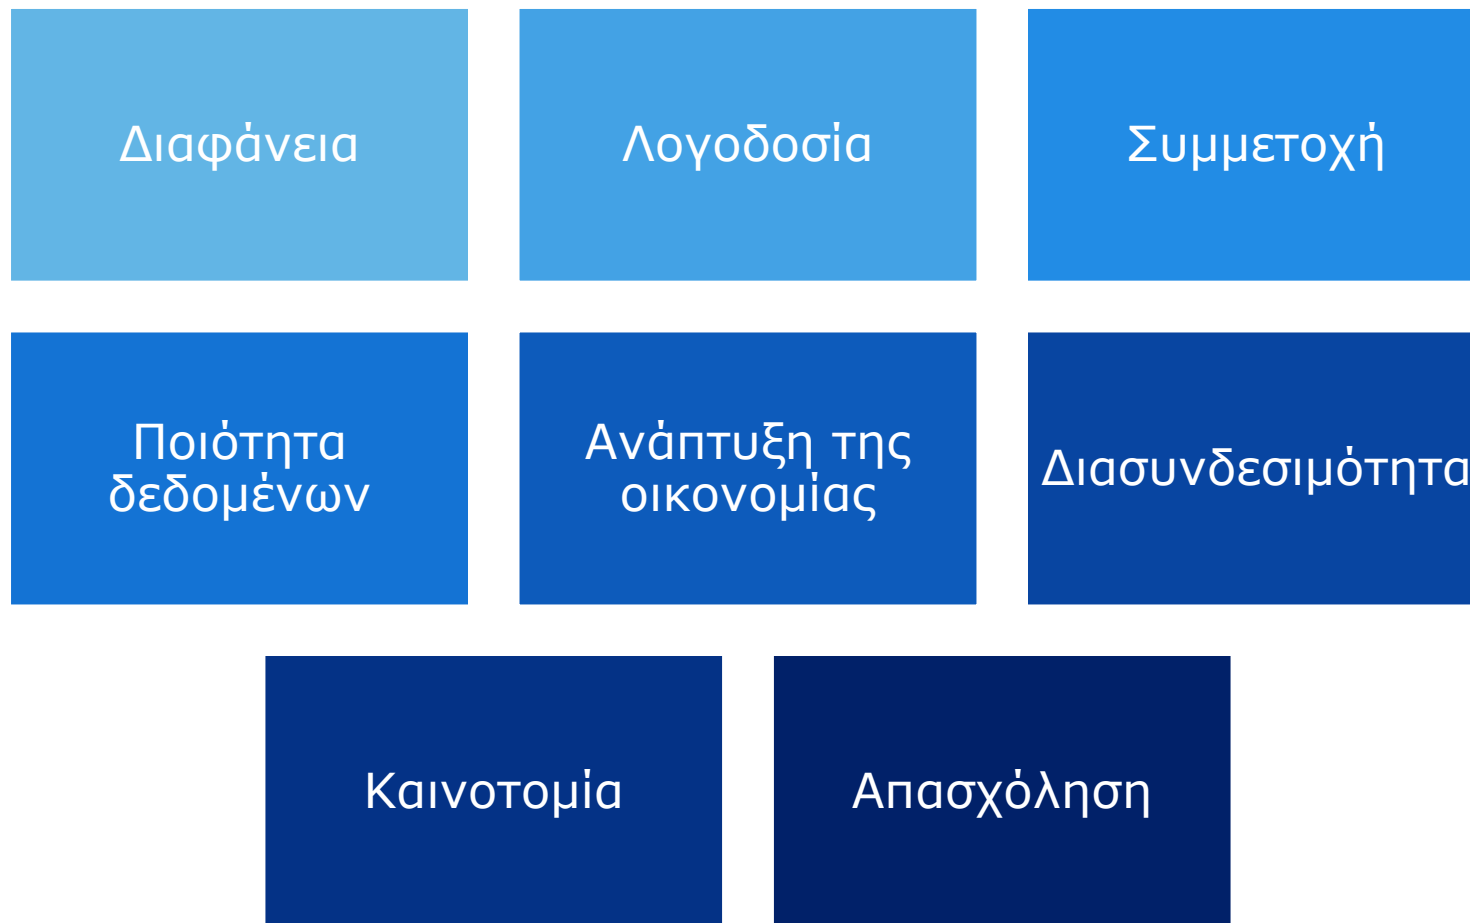 Διαφάνεια
Λογοδοσία
Συμμετοχή
Ποιότητα
δεδομένων
Ανάπτυξη της
οικονομίας
Διασυνδεσιμότητα
Καινοτομία
Απασχόληση